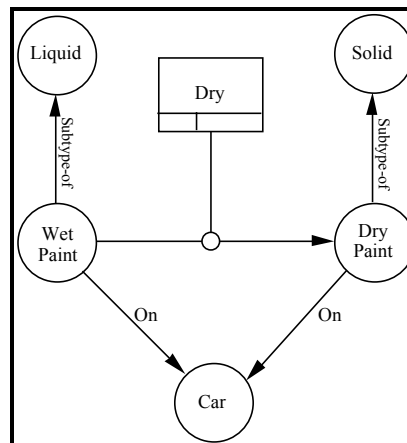 Liquid
Solid
Dry
Subtype-of
Subtype-of
Wet
Paint
Dry
Paint
On
On
Car